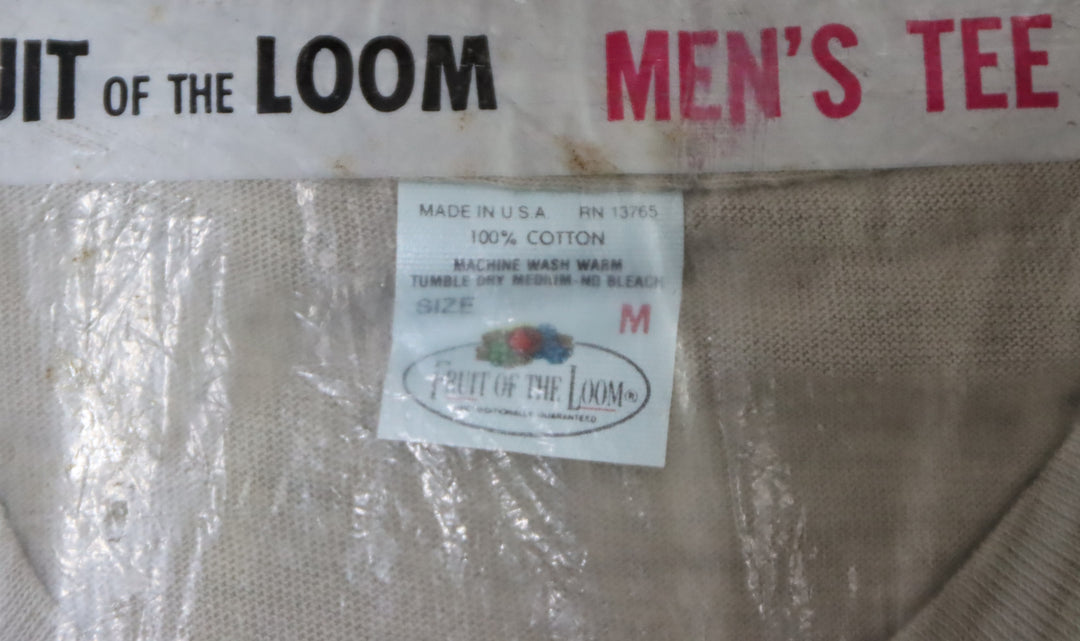 UIT OF THE LOOM MEN'S TEE
MADE IN U.S.A. RN 13765
100% COTTON
MACHINE WASH WARM
TUMBLE DRY MEDIUM-NO BLEACH
SIZE M
FRUIT OF THE LOOM®
GUARANTEED